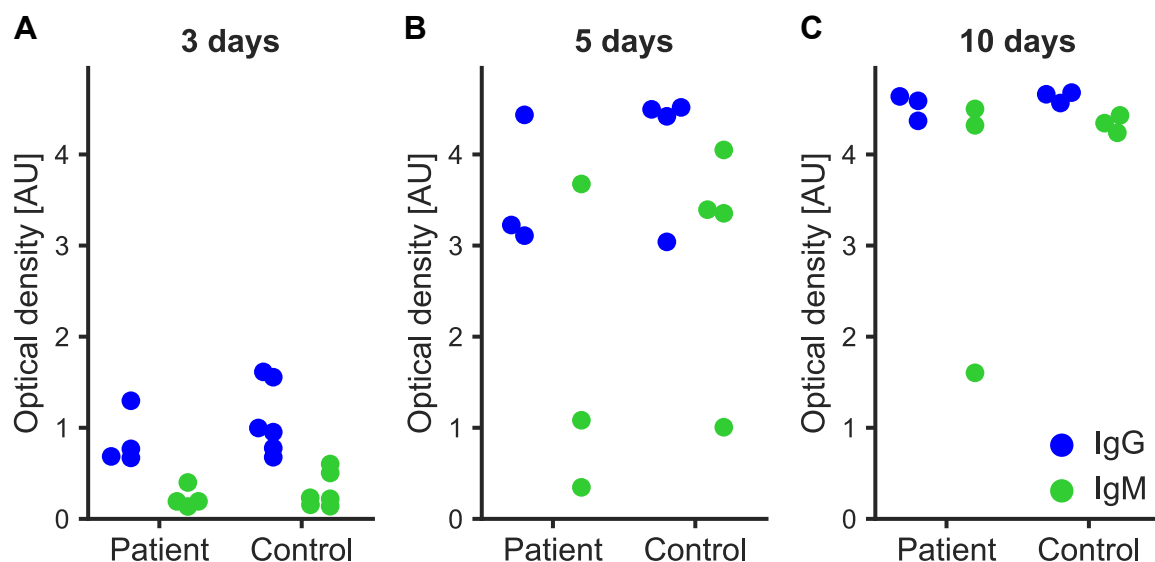 A
3 days
Optical density [AU]
4
3
2
1
0
Patient
Control
B
5 days
Optical density [AU]
4
3
2
1
0
Patient
Control
C
10 days
Optical density [AU]
4
3
2
1
0
Patient
Control
IgG
IgM